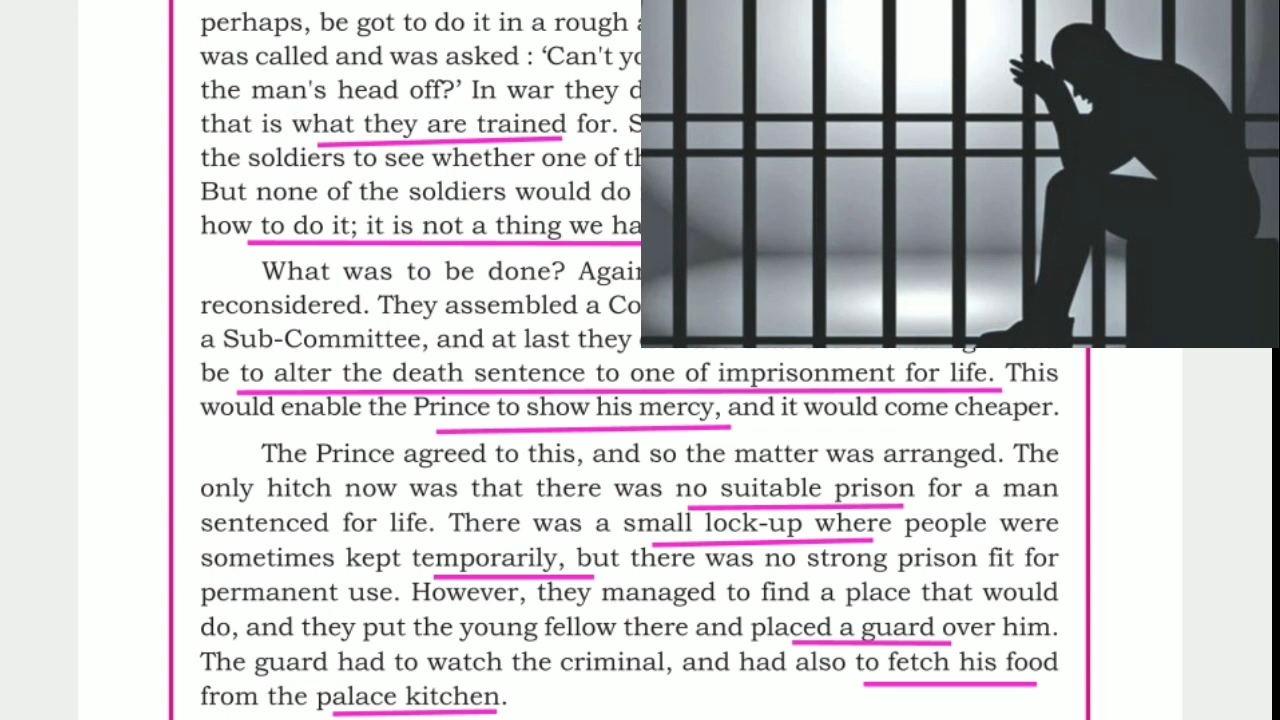 perhaps, be got to do it in a rough
was called and was asked : ‘Can't
the man's head off?’ In war they
that is what they are trained for.
the soldiers to see whether one of
But none of the soldiers would do
how to do it; it is not a thing we
What was to be done?
reconsidered. They assembled a
a Sub-Committee, and at last they
be to alter the death sentence to one of imprisonment for life. This
would enable the Prince to show his mercy, and it would come cheaper.
The Prince agreed to this, and so the matter was arranged. The
only hitch now was that there was no suitable prison for a man
sentenced for life. There was a small lock-up where people were
sometimes kept temporarily, but there was no strong prison fit for
permanent use. However, they managed to find a place that would
do, and they put the young fellow there and placed a guard over him.
The guard had to watch the criminal, and had also to fetch his food
from the palace kitchen.